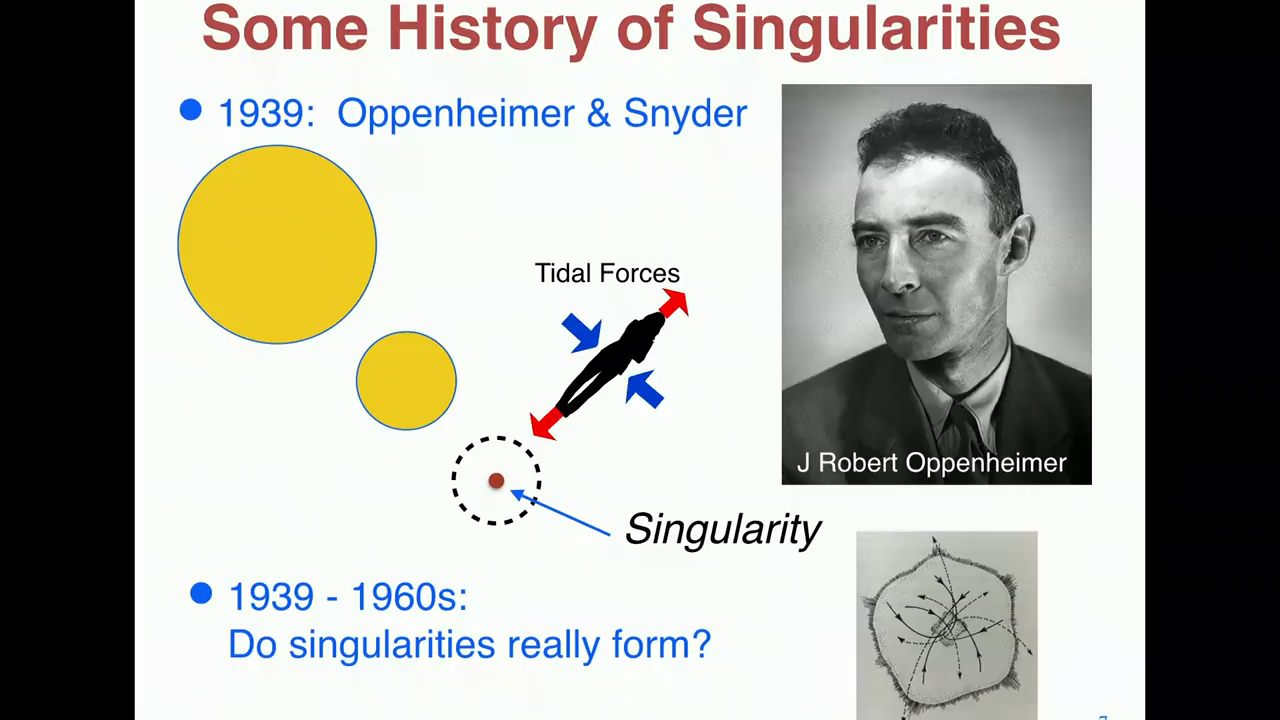 Some History of Singularities
1939: Oppenheimer & Snyder
Tidal Forces
J Robert Oppenheimer
Singularity
1939 - 1960s:
Do singularities really form?